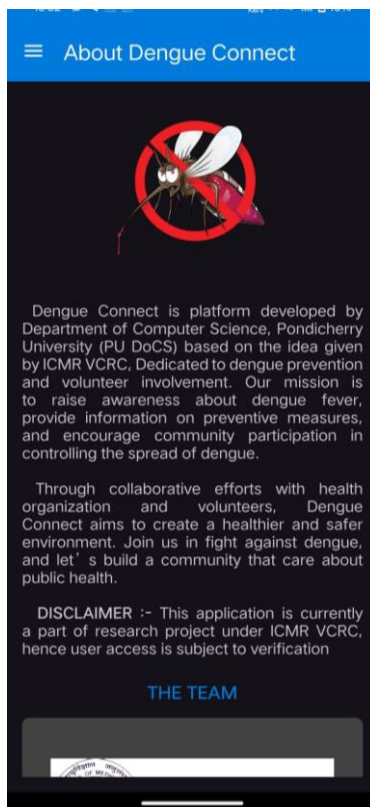 About Dengue Connect
Dengue Connect is platform developed by
Department of Computer Science, Pondicherry
University (PU DoCS) based on the idea given
by ICMR VCRC, Dedicated to dengue prevention
and volunteer involvement. Our mission is
to raise awareness about dengue fever,
provide information on preventive measures,
and encourage community participation in
controlling the spread of dengue.
Through collaborative efforts with health
organization and volunteers, Dengue
Connect aims to create a healthier and safer
environment. Join us in fight against dengue,
and let's build a community that care about
public health.
DISCLAIMER :- This application is currently
a part of research project under ICMR VCRC,
hence user access is subject to verification
THE TEAM